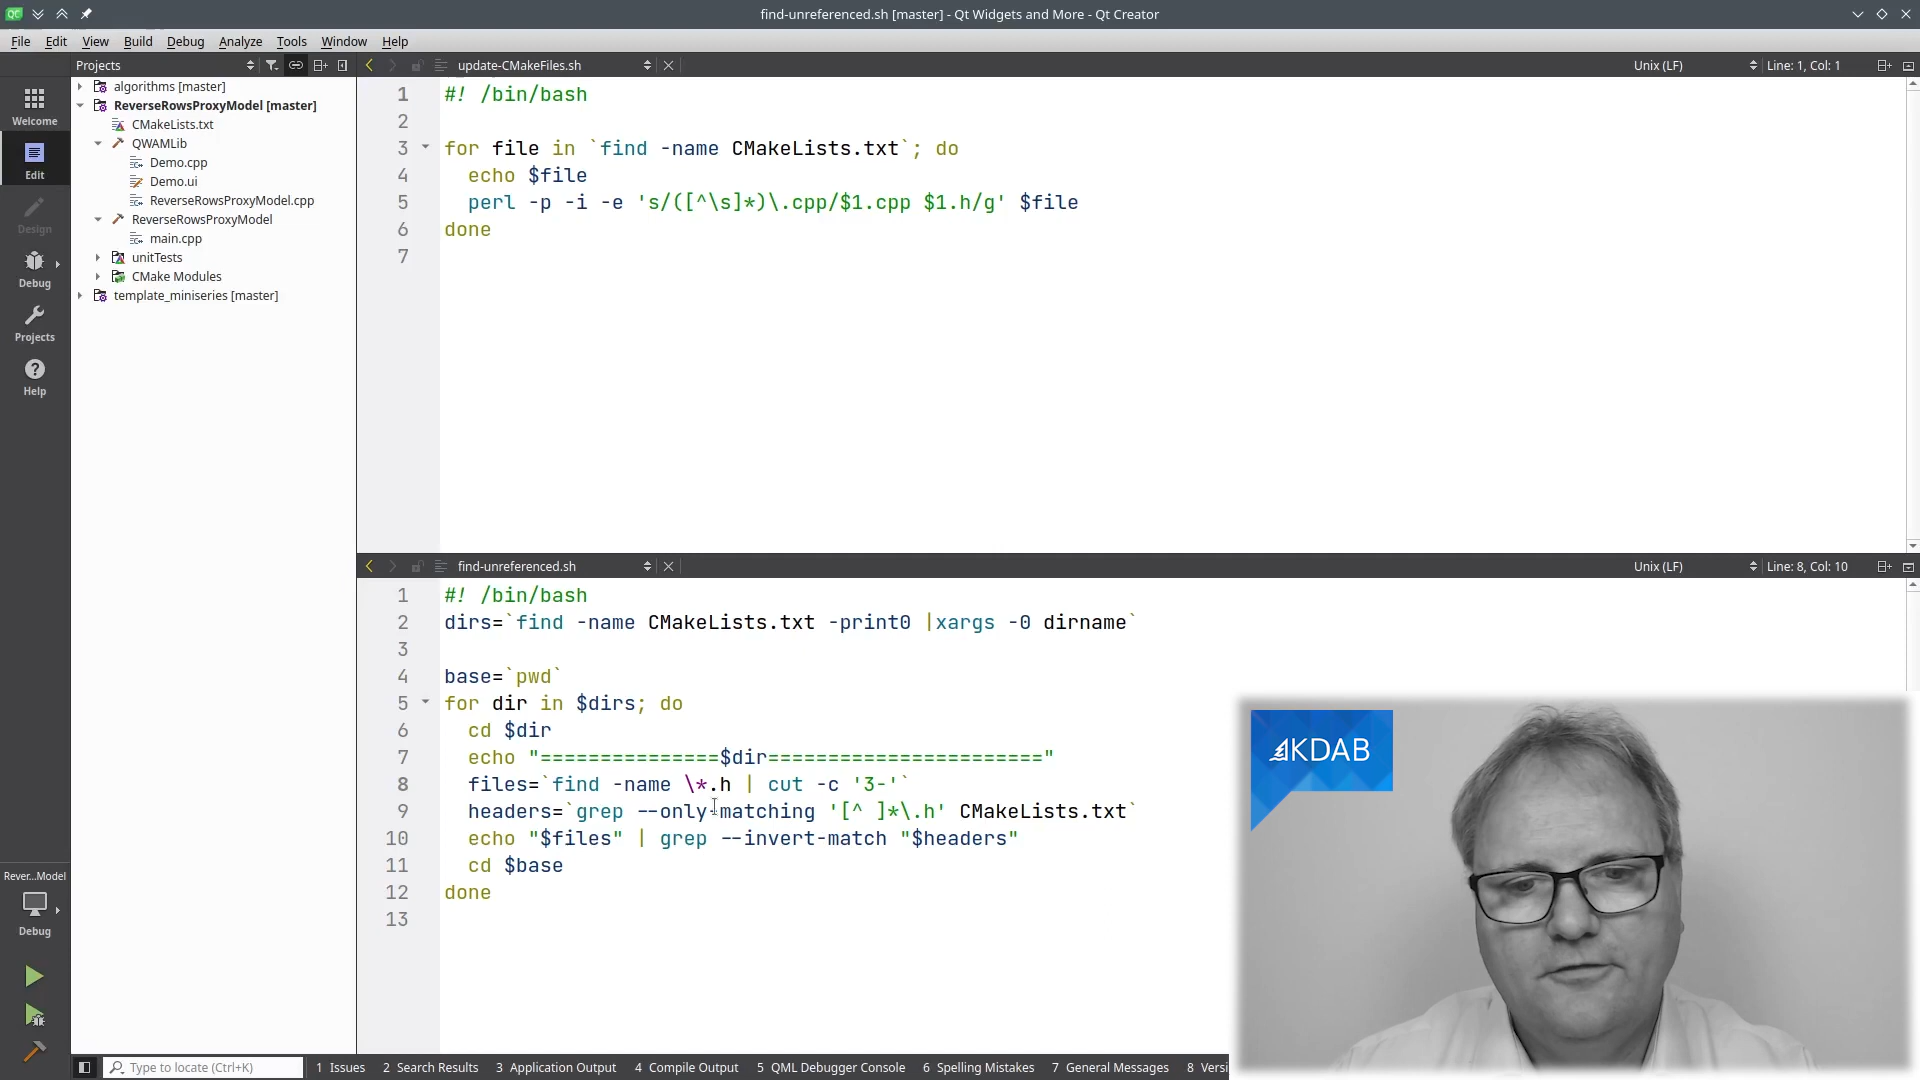 find-unreferenced.sh [master] - Qt Widgets and More - Qt Creator
File Edit View Build Debug Analyze Tools Window Help
Projects
update-CMakeFiles.sh
Unix (LF)
Line: 1, Col: 1
algorithms [master]
ReverseRowsProxyModel [master]
CMakeLists.txt
QWAMLib
Demo.cpp
Demo.ui
ReverseRowsProxyModel.cpp
ReverseRowsProxyModel
main.cpp
unitTests
CMake Modules
template_miniseries [master]
Welcome
Edit
Design
Debug
Projects
Help
1 #! /bin/bash
2
3 for file in `find -name CMakeLists.txt`; do
4 echo $file
5 perl -p -i -e 's/([^\s]*)\.cpp/$1.cpp $1.h/g' $file
6 done
7
find-unreferenced.sh
Unix (LF)
Line: 8, Col: 10
1 #! /bin/bash
2 dirs=`find -name CMakeLists.txt -print0 |xargs -0 dirname`
3
4 base=`pwd`
5 for dir in $dirs; do
6 cd $dir
7 echo "===============$dir======================="
8 files=`find -name \*.h | cut -c '3-'`
9 headers=`grep --only-matching '[^ ]*\.h' CMakeLists.txt`
10 echo "$files" | grep --invert-match "$headers"
11 cd $base
12 done
13
KDAB
Rever...Model
Debug
Type to locate (Ctrl+K)
1 Issues 2 Search Results 3 Application Output 4 Compile Output 5 QML Debugger Console 6 Spelling Mistakes 7 General Messages 8 Versi